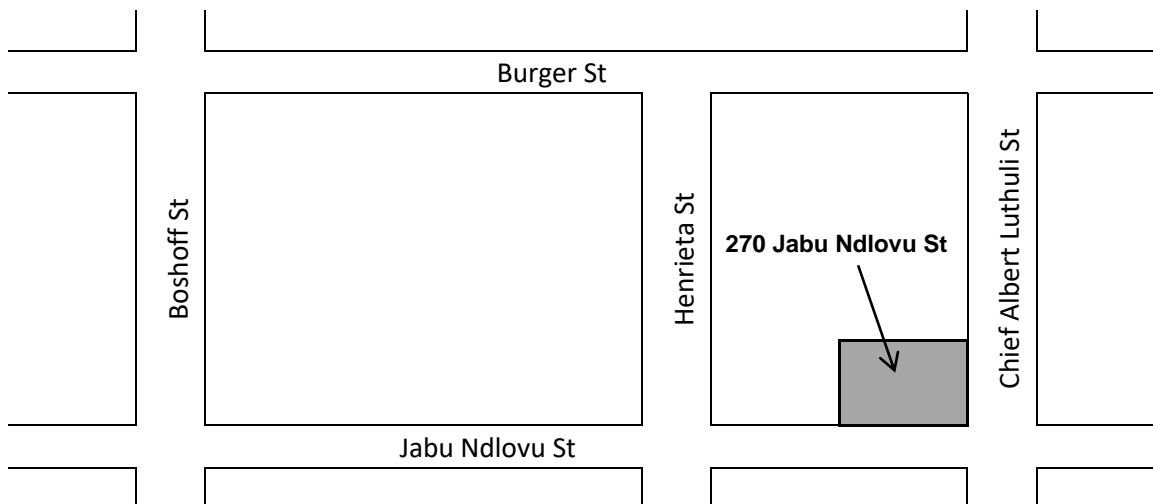 Burger St
Boshoff St
Henrieta St
Chief Albert Luthuli St
270 Jabu Ndlovu St
Jabu Ndlovu St